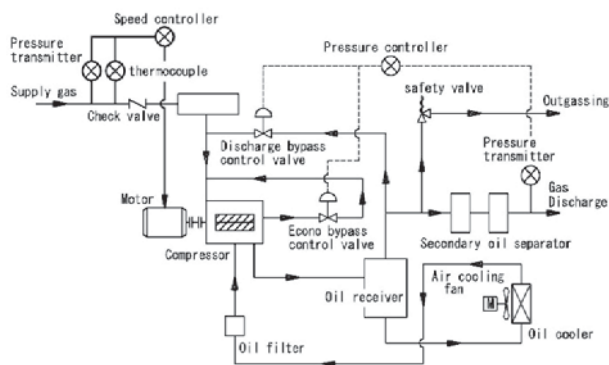 Speed controller
Pressure
transmitter
thermocouple
Supply gas
Check valve
Pressure controller
safety valve
Outgassing
Discharge bypass
control valve
Pressure
transmitter
Motor
Gas
Discharge
Econo bypass
control valve
Secondary oil separator
Compressor
Oil receiver
Air cooling
fan
M
Oil cooler
Oil filter